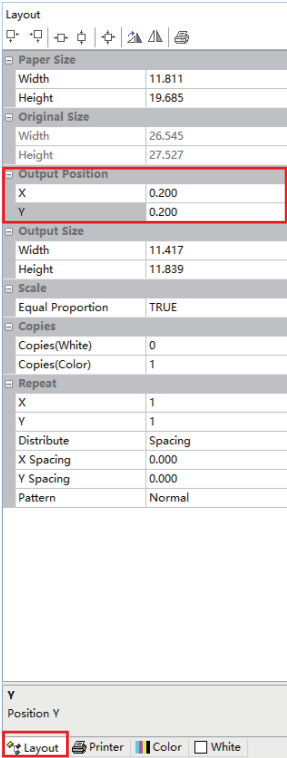 Layout
Paper Size
Width 11.811
Height 19.685
Original Size
Width 26.545
Height 27.527
Output Position
X 0.200
Y 0.200
Output Size
Width 11.417
Height 11.839
Scale
Equal Proportion TRUE
Copies
Copies(White) 0
Copies(Color) 1
Repeat
X 1
Y 1
Distribute Spacing
X Spacing 0.000
Y Spacing 0.000
Pattern Normal
Y
Position Y
Layout Printer Color White